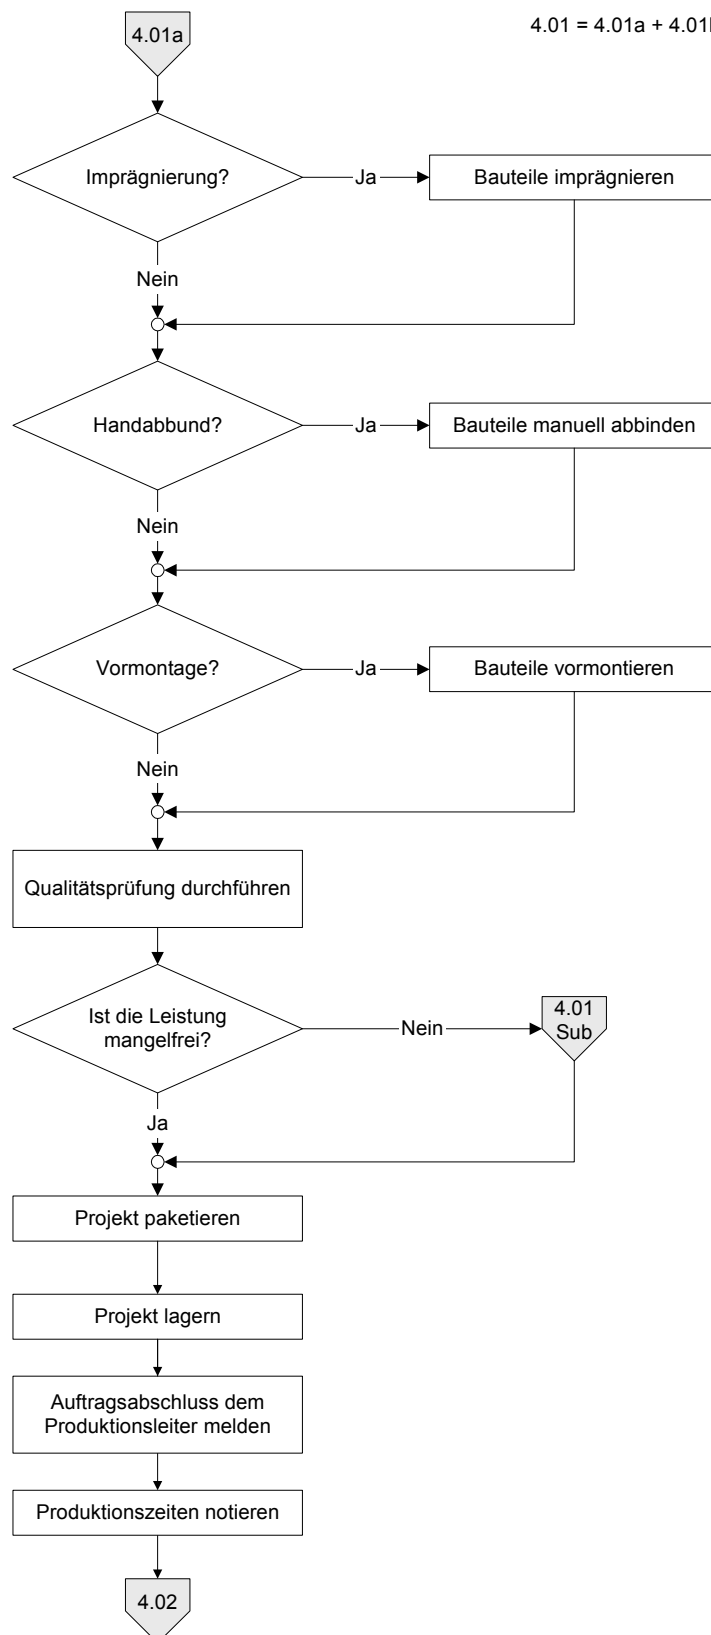 4.01a
4.01 = 4.01a + 4.01
Imprägnierung?
Ja
Bauteile imprägnieren
Nein
Handabbund?
Ja
Bauteile manuell abbinden
Nein
Vormontage?
Ja
Bauteile vormontieren
Nein
Qualitätsprüfung durchführen
Ist die Leistung
mangelfrei?
Nein
4.01
Sub
Ja
Projekt paketieren
Projekt lagern
Auftragsabschluss dem
Produktionsleiter melden
Produktionszeiten notieren
4.02